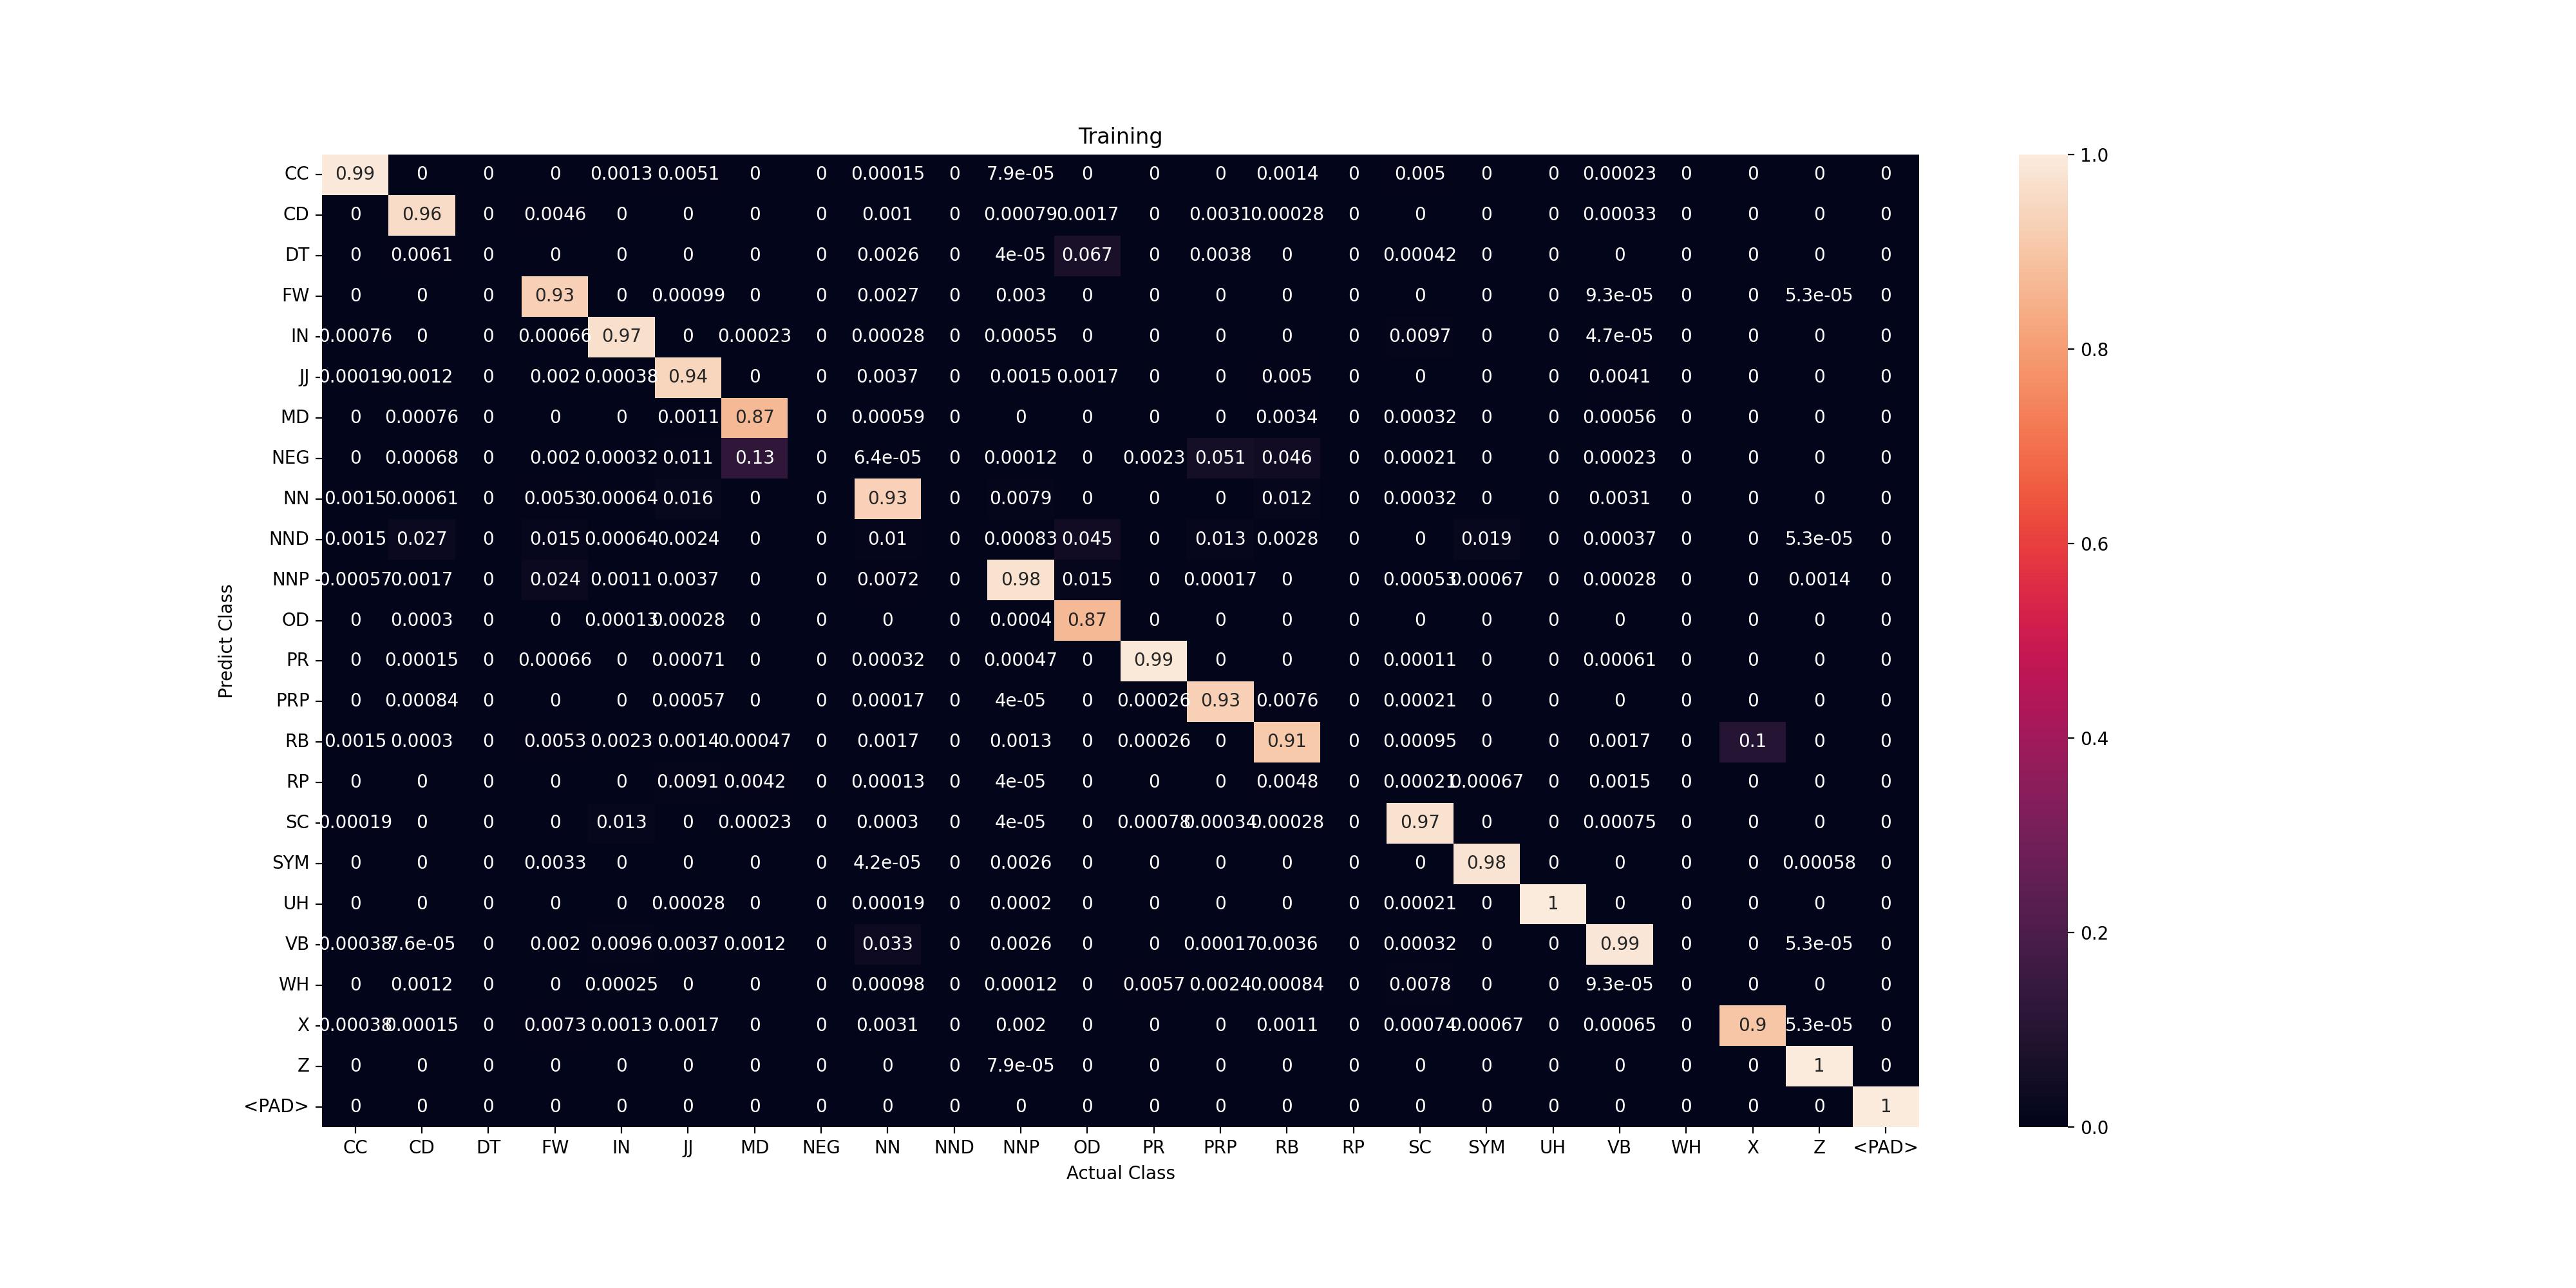 Training
CC 0.99 0 0 0 0.0013 0.0051 0 0 0.00015 0 7.9e-05 0 0 0 0.0014 0 0.005 0 0 0.00023 0 0 0 0 1.0
CD 0 0.96 0 0.0046 0 0 0 0 0.001 0 0.00079 0.0017 0 0.0031 0.00028 0 0 0 0 0.00033 0 0 0 0
DT 0 0.0061 0 0 0 0 0 0 0.0026 0 4e-05 0.067 0 0.0038 0 0 0.00042 0 0 0 0 0 0 0
FW 0 0 0 0.93 0 0.00099 0 0 0.0027 0 0.003 0 0 0 0 0 0 0 0 9.3e-05 0 0 5.3e-05 0
IN 0.00076 0 0 0.00066 0.97 0 0.00023 0 0.00028 0 0.00055 0 0 0 0 0 0.0097 0 0 4.7e-05 0 0 0 0 0.8
JJ 0.00019 0.0012 0 0.002 0.00038 0.94 0 0 0.0037 0 0.0015 0.0017 0 0 0.005 0 0 0 0 0.0041 0 0 0 0
MD 0 0.00076 0 0 0 0.0011 0.87 0 0.00059 0 0 0 0 0 0.0034 0 0.00032 0 0 0.00056 0 0 0 0
NEG 0 0.00068 0 0.002 0.00032 0.011 0.13 0 6.4e-05 0 0.00012 0 0.0023 0.051 0.046 0 0.00021 0 0 0.00023 0 0 0 0
NN 0.0015 0.00061 0 0.0053 0.00064 0.016 0 0 0.93 0 0.0079 0 0 0 0.012 0 0.00032 0 0 0.0031 0 0 0 0
NND 0.0015 0.027 0 0.015 0.00064 0.0024 0 0 0.01 0 0.00083 0.045 0 0.013 0.0028 0 0 0.019 0 0.00037 0 0 5.3e-05 0 0.6
NNP 0.00057 0.0017 0 0.024 0.0011 0.0037 0 0 0.0072 0 0.98 0.015 0 0.00017 0 0 0.00053 0.00067 0 0.00028 0 0 0.0014 0
OD 0 0.0003 0 0 0.00013 0.00028 0 0 0 0 0.0004 0.87 0 0 0 0 0 0 0 0 0 0 0 0
PR 0 0.00015 0 0.00066 0 0.00071 0 0 0.00032 0 0.00047 0 0.99 0 0 0 0.00011 0 0 0.00061 0 0 0 0
PRP 0 0.00084 0 0 0 0.00057 0 0 0.00017 0 4e-05 0 0.00026 0.93 0.0076 0 0.00021 0 0 0 0 0 0 0
RB 0.0015 0.0003 0 0.0053 0.0023 0.0014 0.00047 0 0.0017 0 0.0013 0 0.00026 0 0.91 0 0.00095 0 0 0.0017 0 0.1 0 0 0.4
RP 0 0 0 0 0 0.0091 0.0042 0 0.00013 0 4e-05 0 0 0 0.0048 0 0.00021 0.00067 0 0.0015 0 0 0 0
SC 0.00019 0 0 0 0.013 0 0.00023 0 0.0003 0 4e-05 0 0.00078 0.00034 0.00028 0 0.97 0 0 0.00075 0 0 0 0
SYM 0 0 0 0.0033 0 0 0 0 4.2e-05 0 0.0026 0 0 0 0 0 0 0.98 0 0 0 0 0.00058 0
UH 0 0 0 0 0 0.00028 0 0 0.00019 0 0.0002 0 0 0 0 0 0.00021 0 1 0 0 0 0 0
VB 0.00038 7.6e-05 0 0.002 0.0096 0.0037 0.0012 0 0.033 0 0.0026 0 0 0.00017 0.0036 0 0.00032 0 0 0.99 0 0 5.3e-05 0 0.2
WH 0 0.0012 0 0 0.00025 0 0 0 0.00098 0 0.00012 0 0.0057 0.0024 0.00084 0 0.0078 0 0 9.3e-05 0 0 0 0
X 0.00038 0.00015 0 0.0073 0.0013 0.0017 0 0 0.0031 0 0.002 0 0 0 0.0011 0 0.00074 0.00067 0 0.00065 0 0.9 5.3e-05 0
Z 0 0 0 0 0 0 0 0 0 0 7.9e-05 0 0 0 0 0 0 0 0 0 0 0 1 0
<PAD> 0 0 0 0 0 0 0 0 0 0 0 0 0 0 0 0 0 0 0 0 0 0 0 1 0.0
CC CD DT FW IN JJ MD NEG NN NND NNP OD PR PRP RB RP SC SYM UH VB WH X Z <PAD>
Actual Class
Predict Class